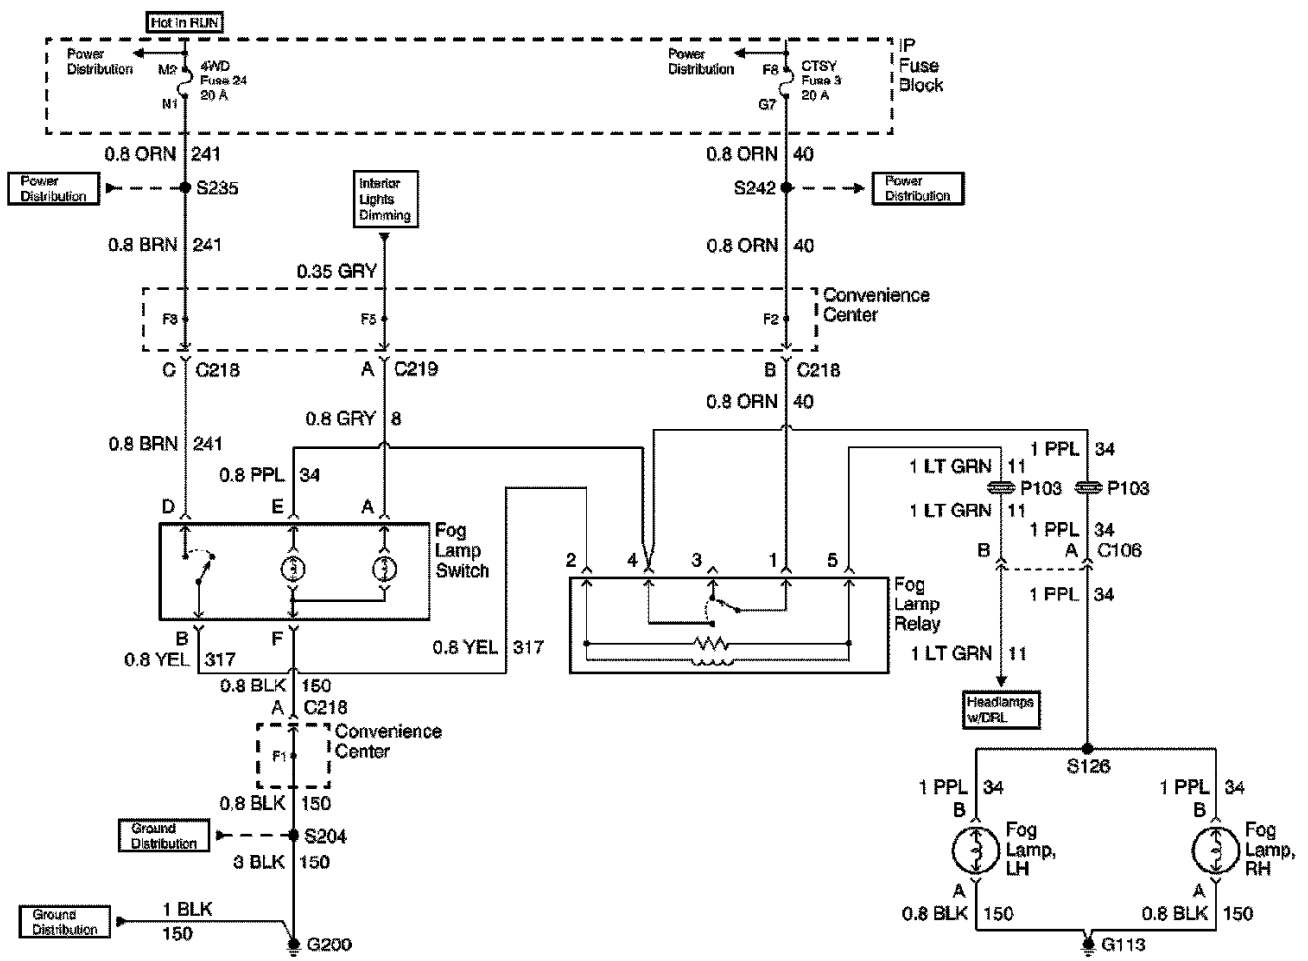 Hot in RUN
Power
Distribution
M2
4WD
Fuse 24
20 A
N1
Power
Distribution
F8
CTSY
Fuse 3
20 A
G7
IP
Fuse
Block
0.8 ORN
241
0.8 ORN
40
Power
Distribution
S235
Interior
Lights
Dimming
S242
Power
Distribution
0.8 BRN
241
0.8 ORN
40
0.35 GRY
Convenience
Center
F3
F5
F2
C
C218
A
C219
B
C218
0.8 ORN
40
0.8 GRY
8
0.8 BRN
241
0.8 PPL
34
1 LT GRN
11
1 PPL
34
P103
P103
1 LT GRN
11
1 PPL
34
D
E
A
Fog
Lamp
Switch
2
4
3
1
5
B
A
C106
Fog
Lamp
Relay
1 PPL
34
B
F
0.8 YEL
317
0.8 YEL
317
1 LT GRN
11
0.8 BLK
150
A
C218
Headlamps
w/DRL
Convenience
Center
F1
S126
0.8 BLK
150
1 PPL
34
1 PPL
34
B
B
Ground
Distribution
S204
Fog
Lamp,
LH
Fog
Lamp,
RH
3 BLK
150
A
A
Ground
Distribution
1 BLK
150
0.8 BLK
150
0.8 BLK
150
G200
G113